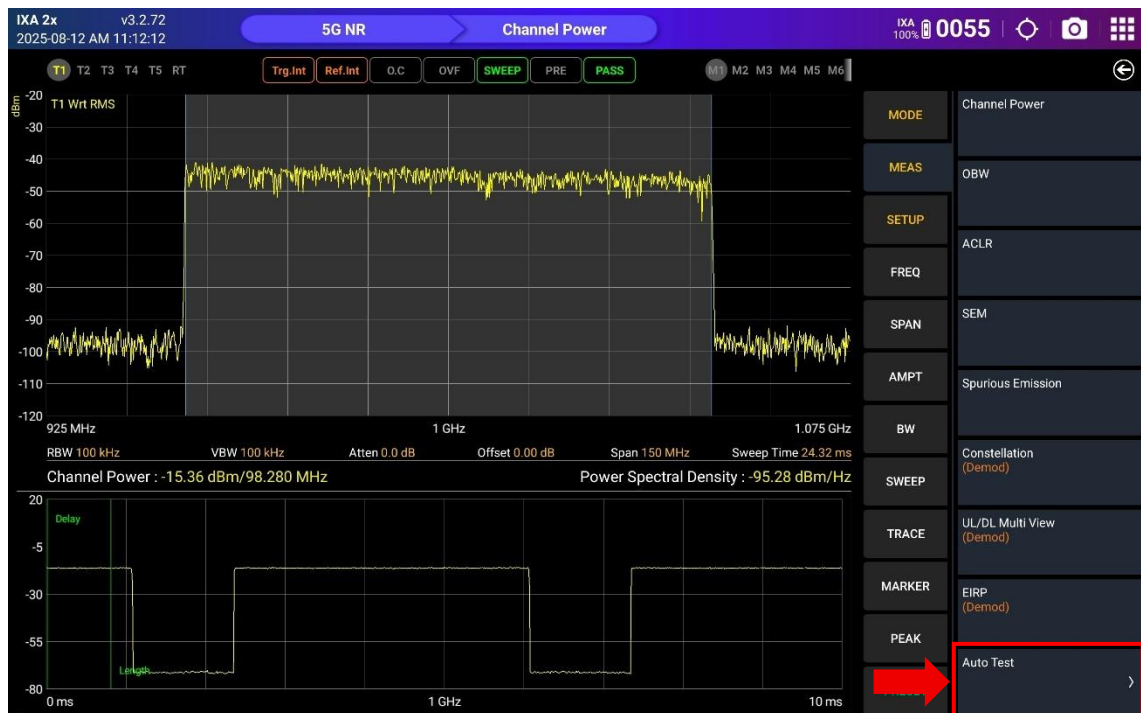 IXA 2x v3.2.72
2025-08-12 AM 11:12:12
5G NR
Channel Power
IXA
100%
0055
T1 T2 T3 T4 T5 RT
Trg.Int Ref.Int O.C OVF SWEEP PRE PASS
M1 M2 M3 M4 M5 M6
dBm
T1 Wrt RMS
-20
-30
-40
-50
-60
-70
-80
-90
-100
-110
-120
925 MHz 1 GHz 1.075 GHz
RBW 100 kHz VBW 100 kHz Atten 0.0 dB Offset 0.00 dB Span 150 MHz Sweep Time 24.32 ms
Channel Power : -15.36 dBm/98.280 MHz Power Spectral Density : -95.28 dBm/Hz
20
-5
-30
-55
-80
Delay
Length
0 ms 1 GHz 10 ms
MODE
MEAS
SETUP
FREQ
SPAN
AMPT
BW
SWEEP
TRACE
MARKER
PEAK
Channel Power
OBW
ACLR
SEM
Spurious Emission
Constellation
(Demod)
UL/DL Multi View
(Demod)
EIRP
(Demod)
Auto Test